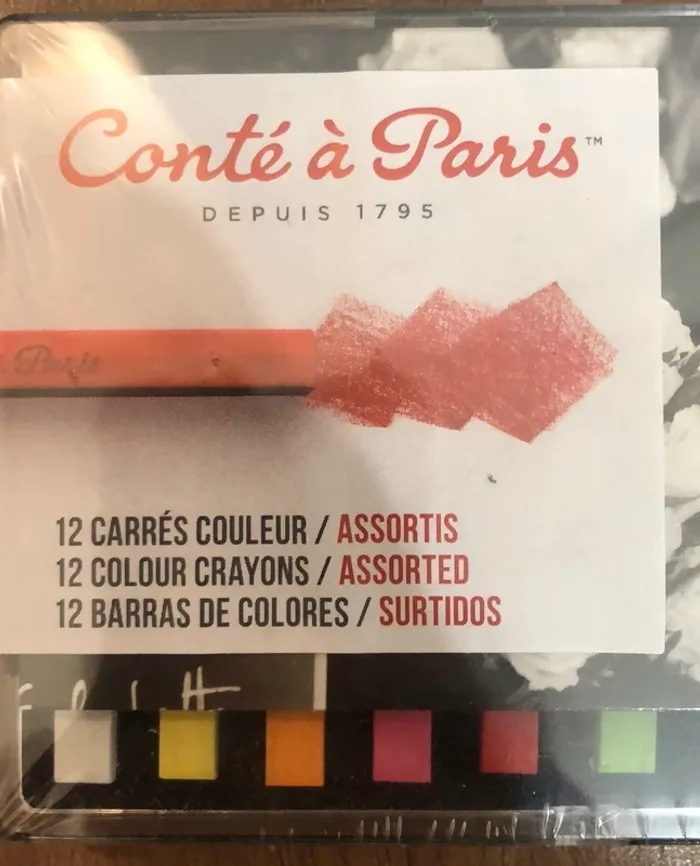 Conté à Paris™
DEPUIS 1795
Paris
12 CARRÉS COULEUR / ASSORTIS
12 COLOUR CRAYONS / ASSORTED
12 BARRAS DE COLORES / SURTIDOS